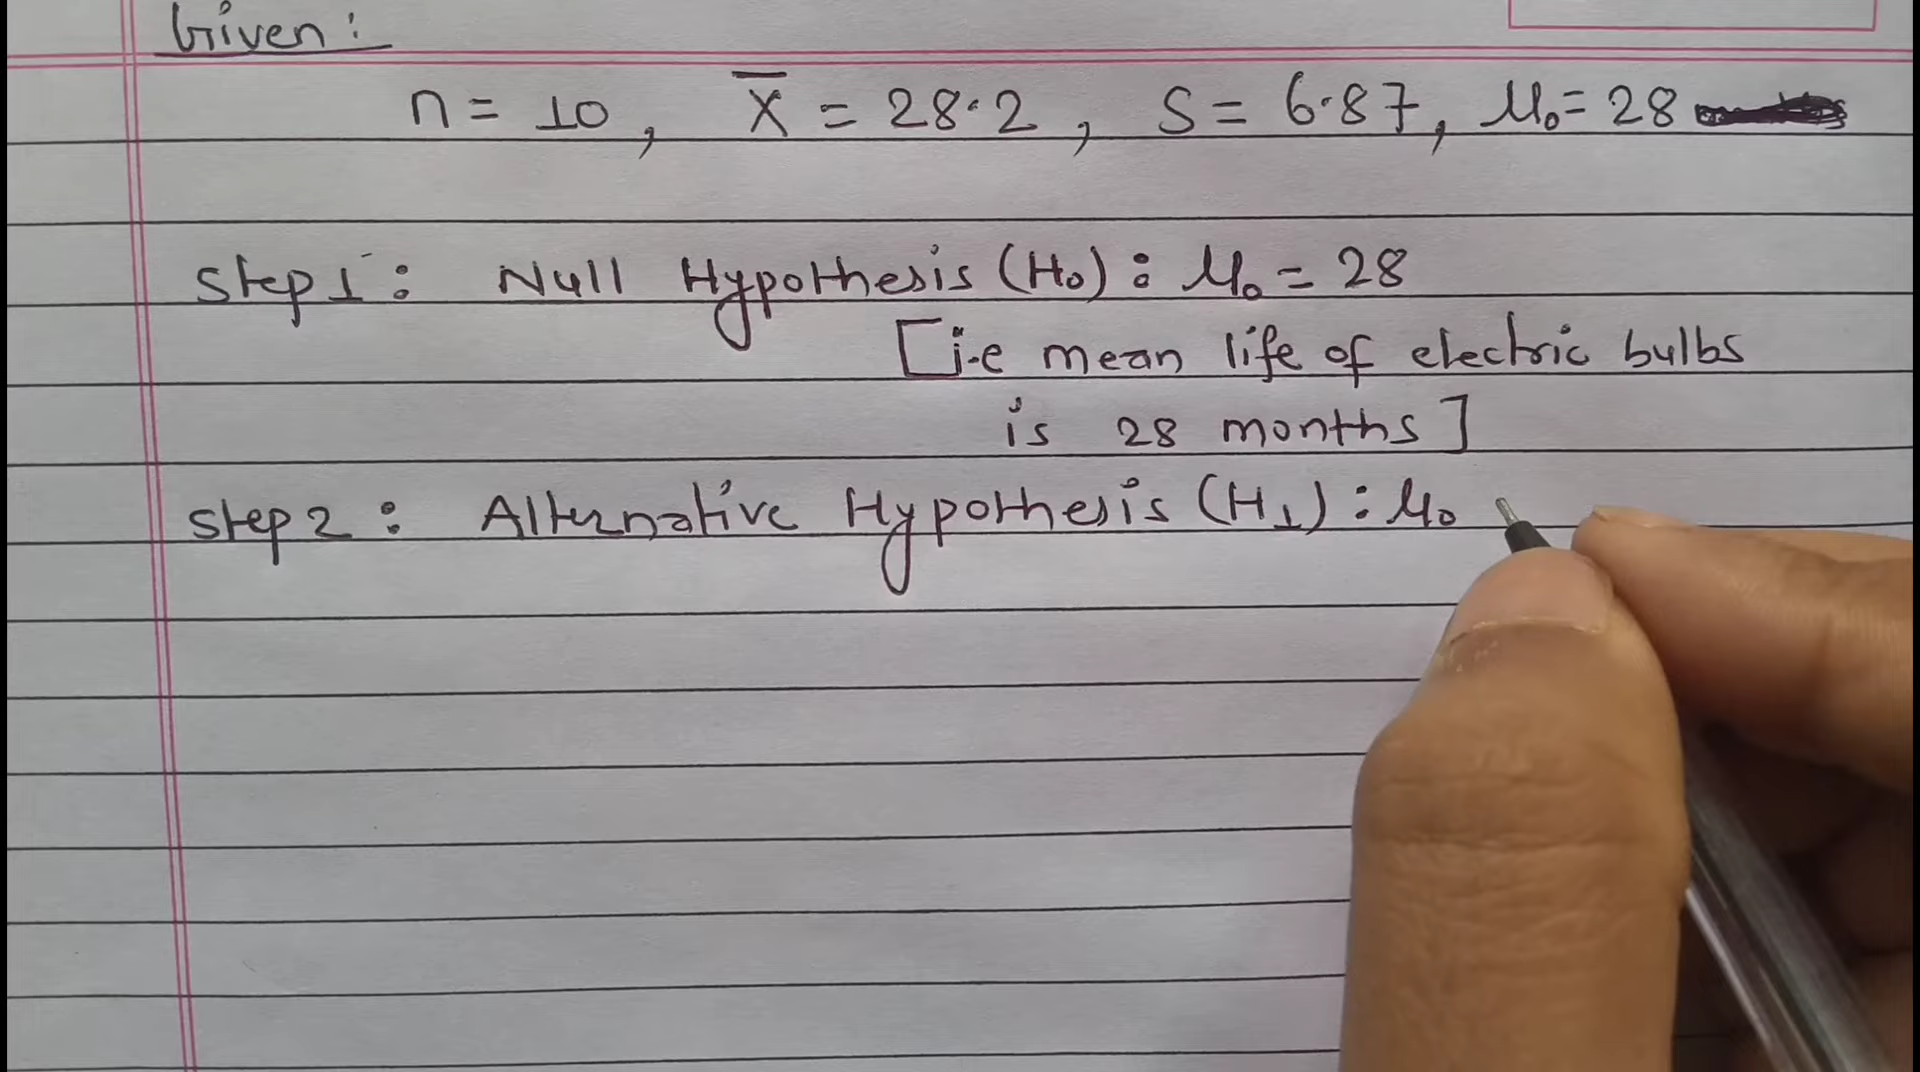 Given:
n = 10, X̄ = 28.2, S = 6.87, μ₀ = 28
Step 1: Null Hypothesis (H₀): μ₀ = 28
[i.e mean life of electric bulbs
is 28 months]
Step 2: Alternative Hypothesis (H₁): μ₀